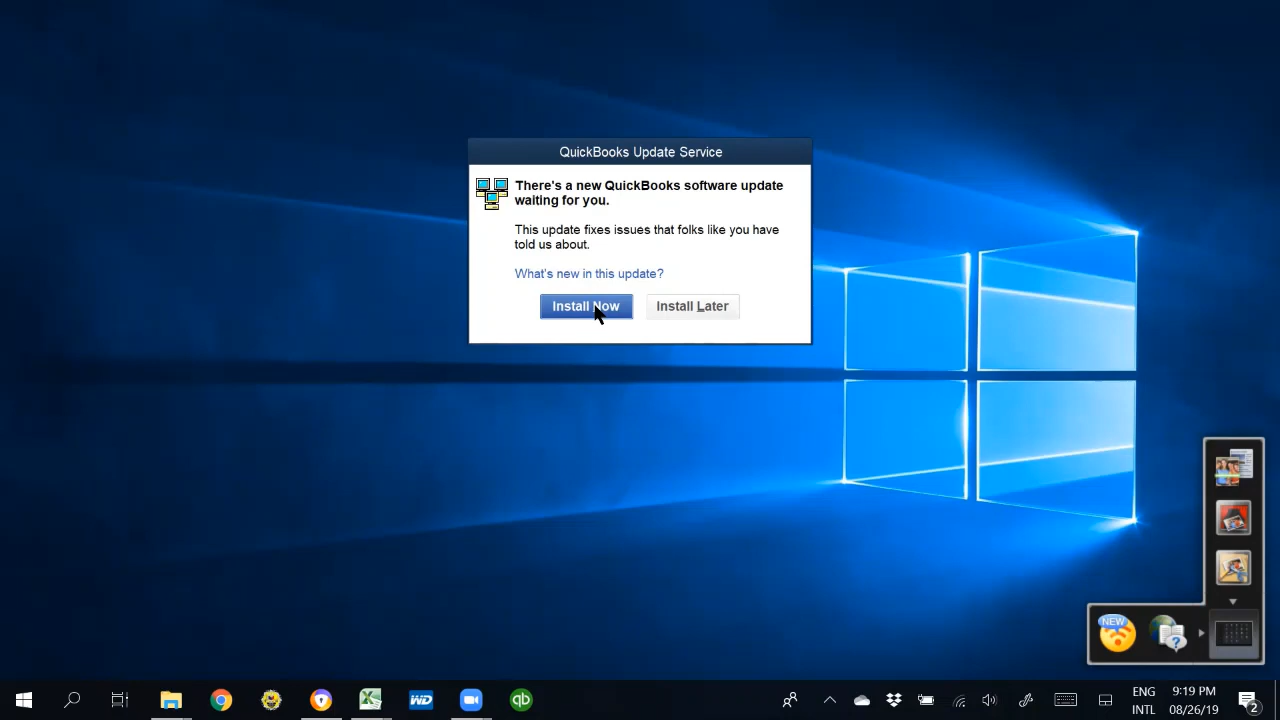 QuickBooks Update Service
There's a new QuickBooks software update
waiting for you.
This update fixes issues that folks like you have
told us about.
What's new in this update?
Install Now
Install Later
NEW
?
WD
qb
ENG
INTL
9:19 PM
08/26/19
2